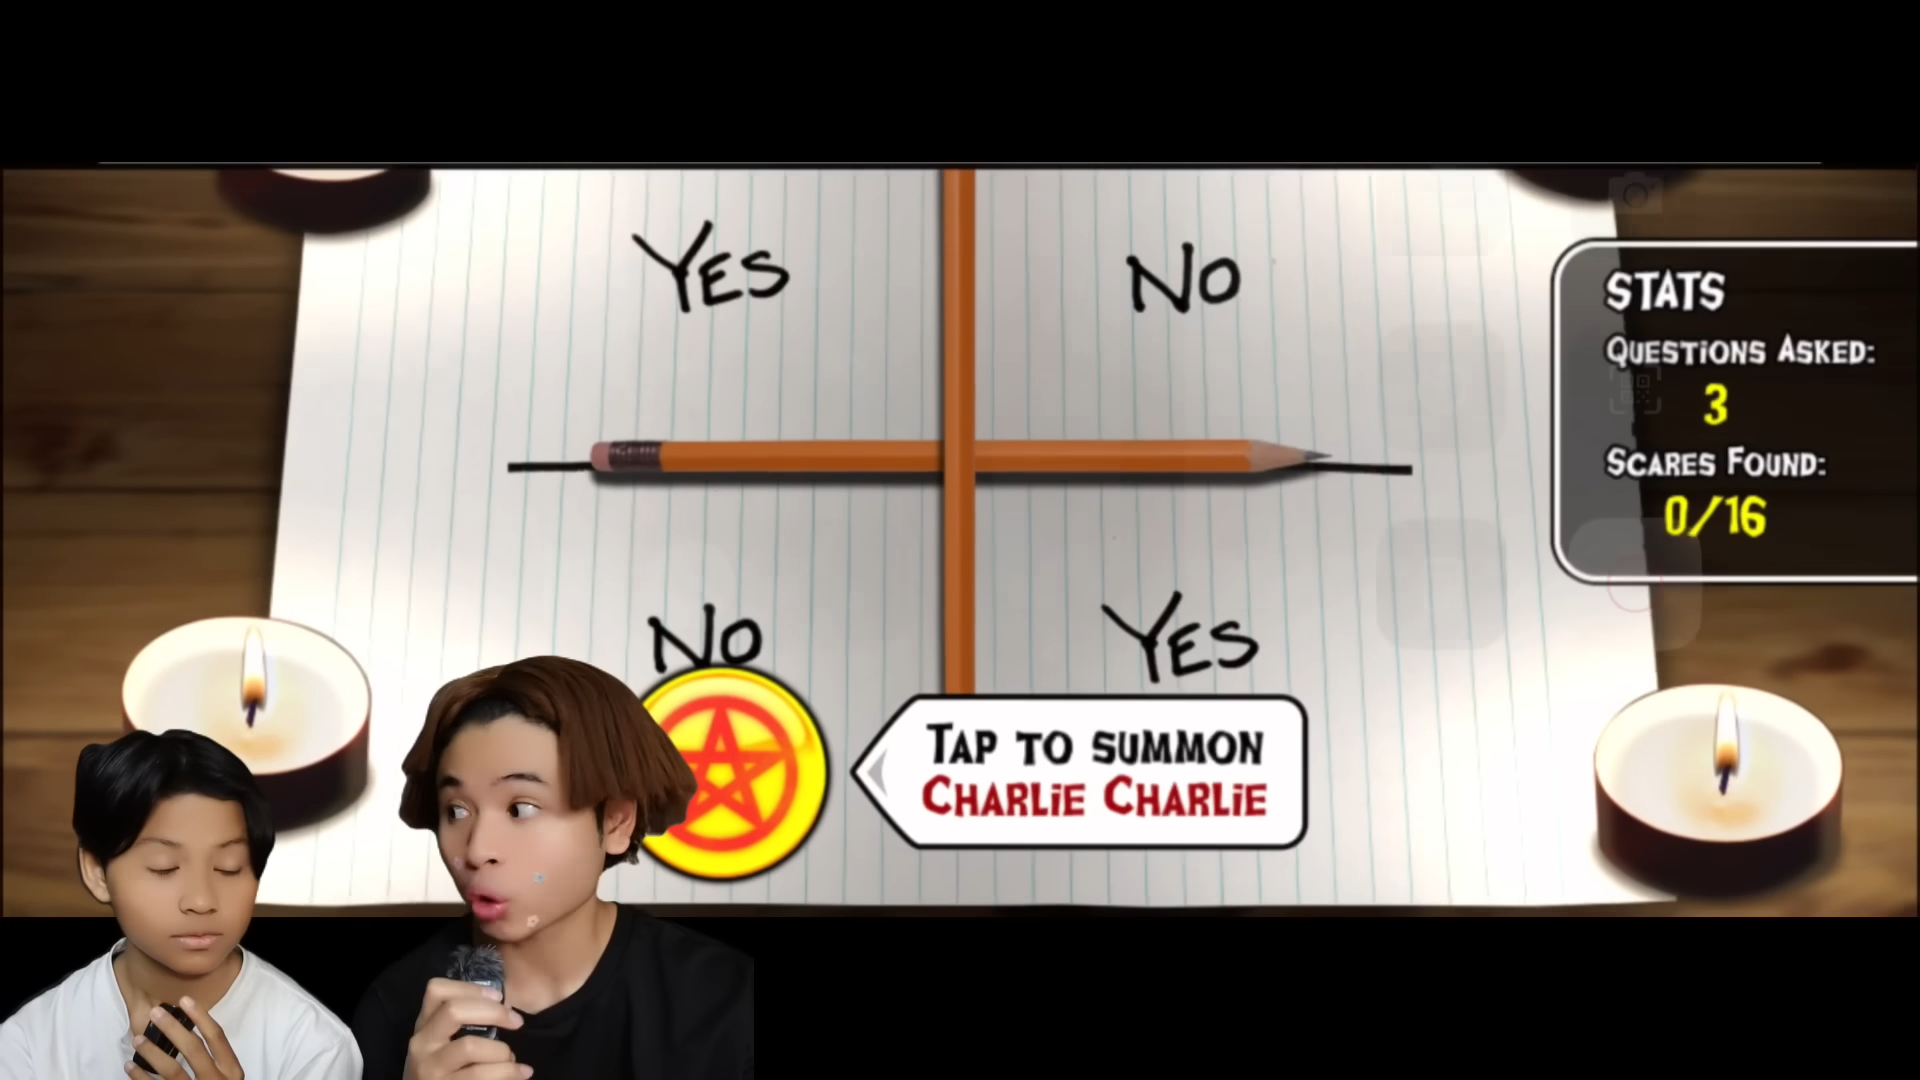 YES
NO
STATS
QUESTIONS ASKED:
3
SCARES FOUND:
0/16
NO
YES
TAP TO SUMMON
CHARLIE CHARLIE